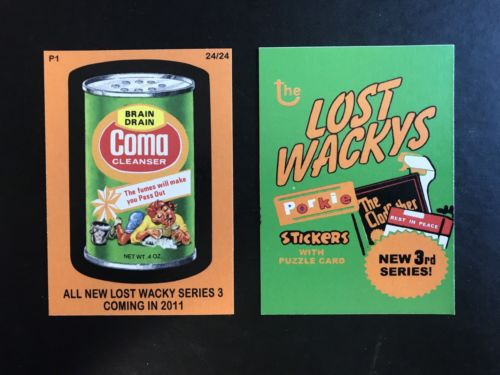 P1
24/24
BRAIN
DRAIN
Coma
CLEANSER
The fumes will make
you Pass Out
NET WT. 4 OZ.
ALL NEW LOST WACKY SERIES 3
COMING IN 2011
the
LOST
WACKYS
Porkie
The
REST IN PEACE
STICKERS
WITH
PUZZLE CARD
NEW 3rd
SERIES!